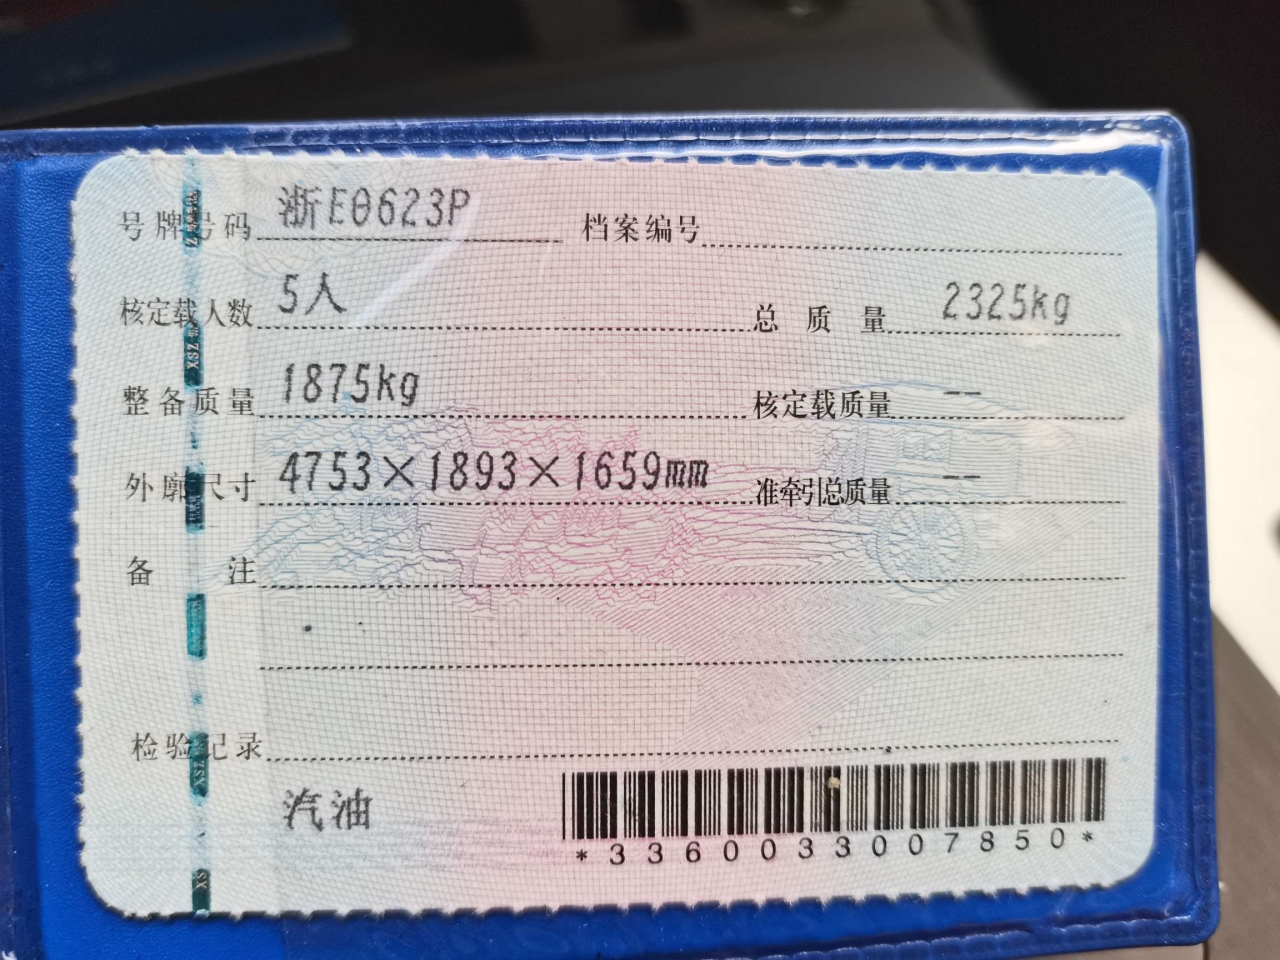 号牌号码 浙E0623P 档案编号
核定载人数 5人 总质量 2325kg
整备质量 1875kg 核定载质量 --
外廓尺寸 4753×1893×1659mm 准牵引总质量 --
备注
检验记录
汽油
*3360033007850*